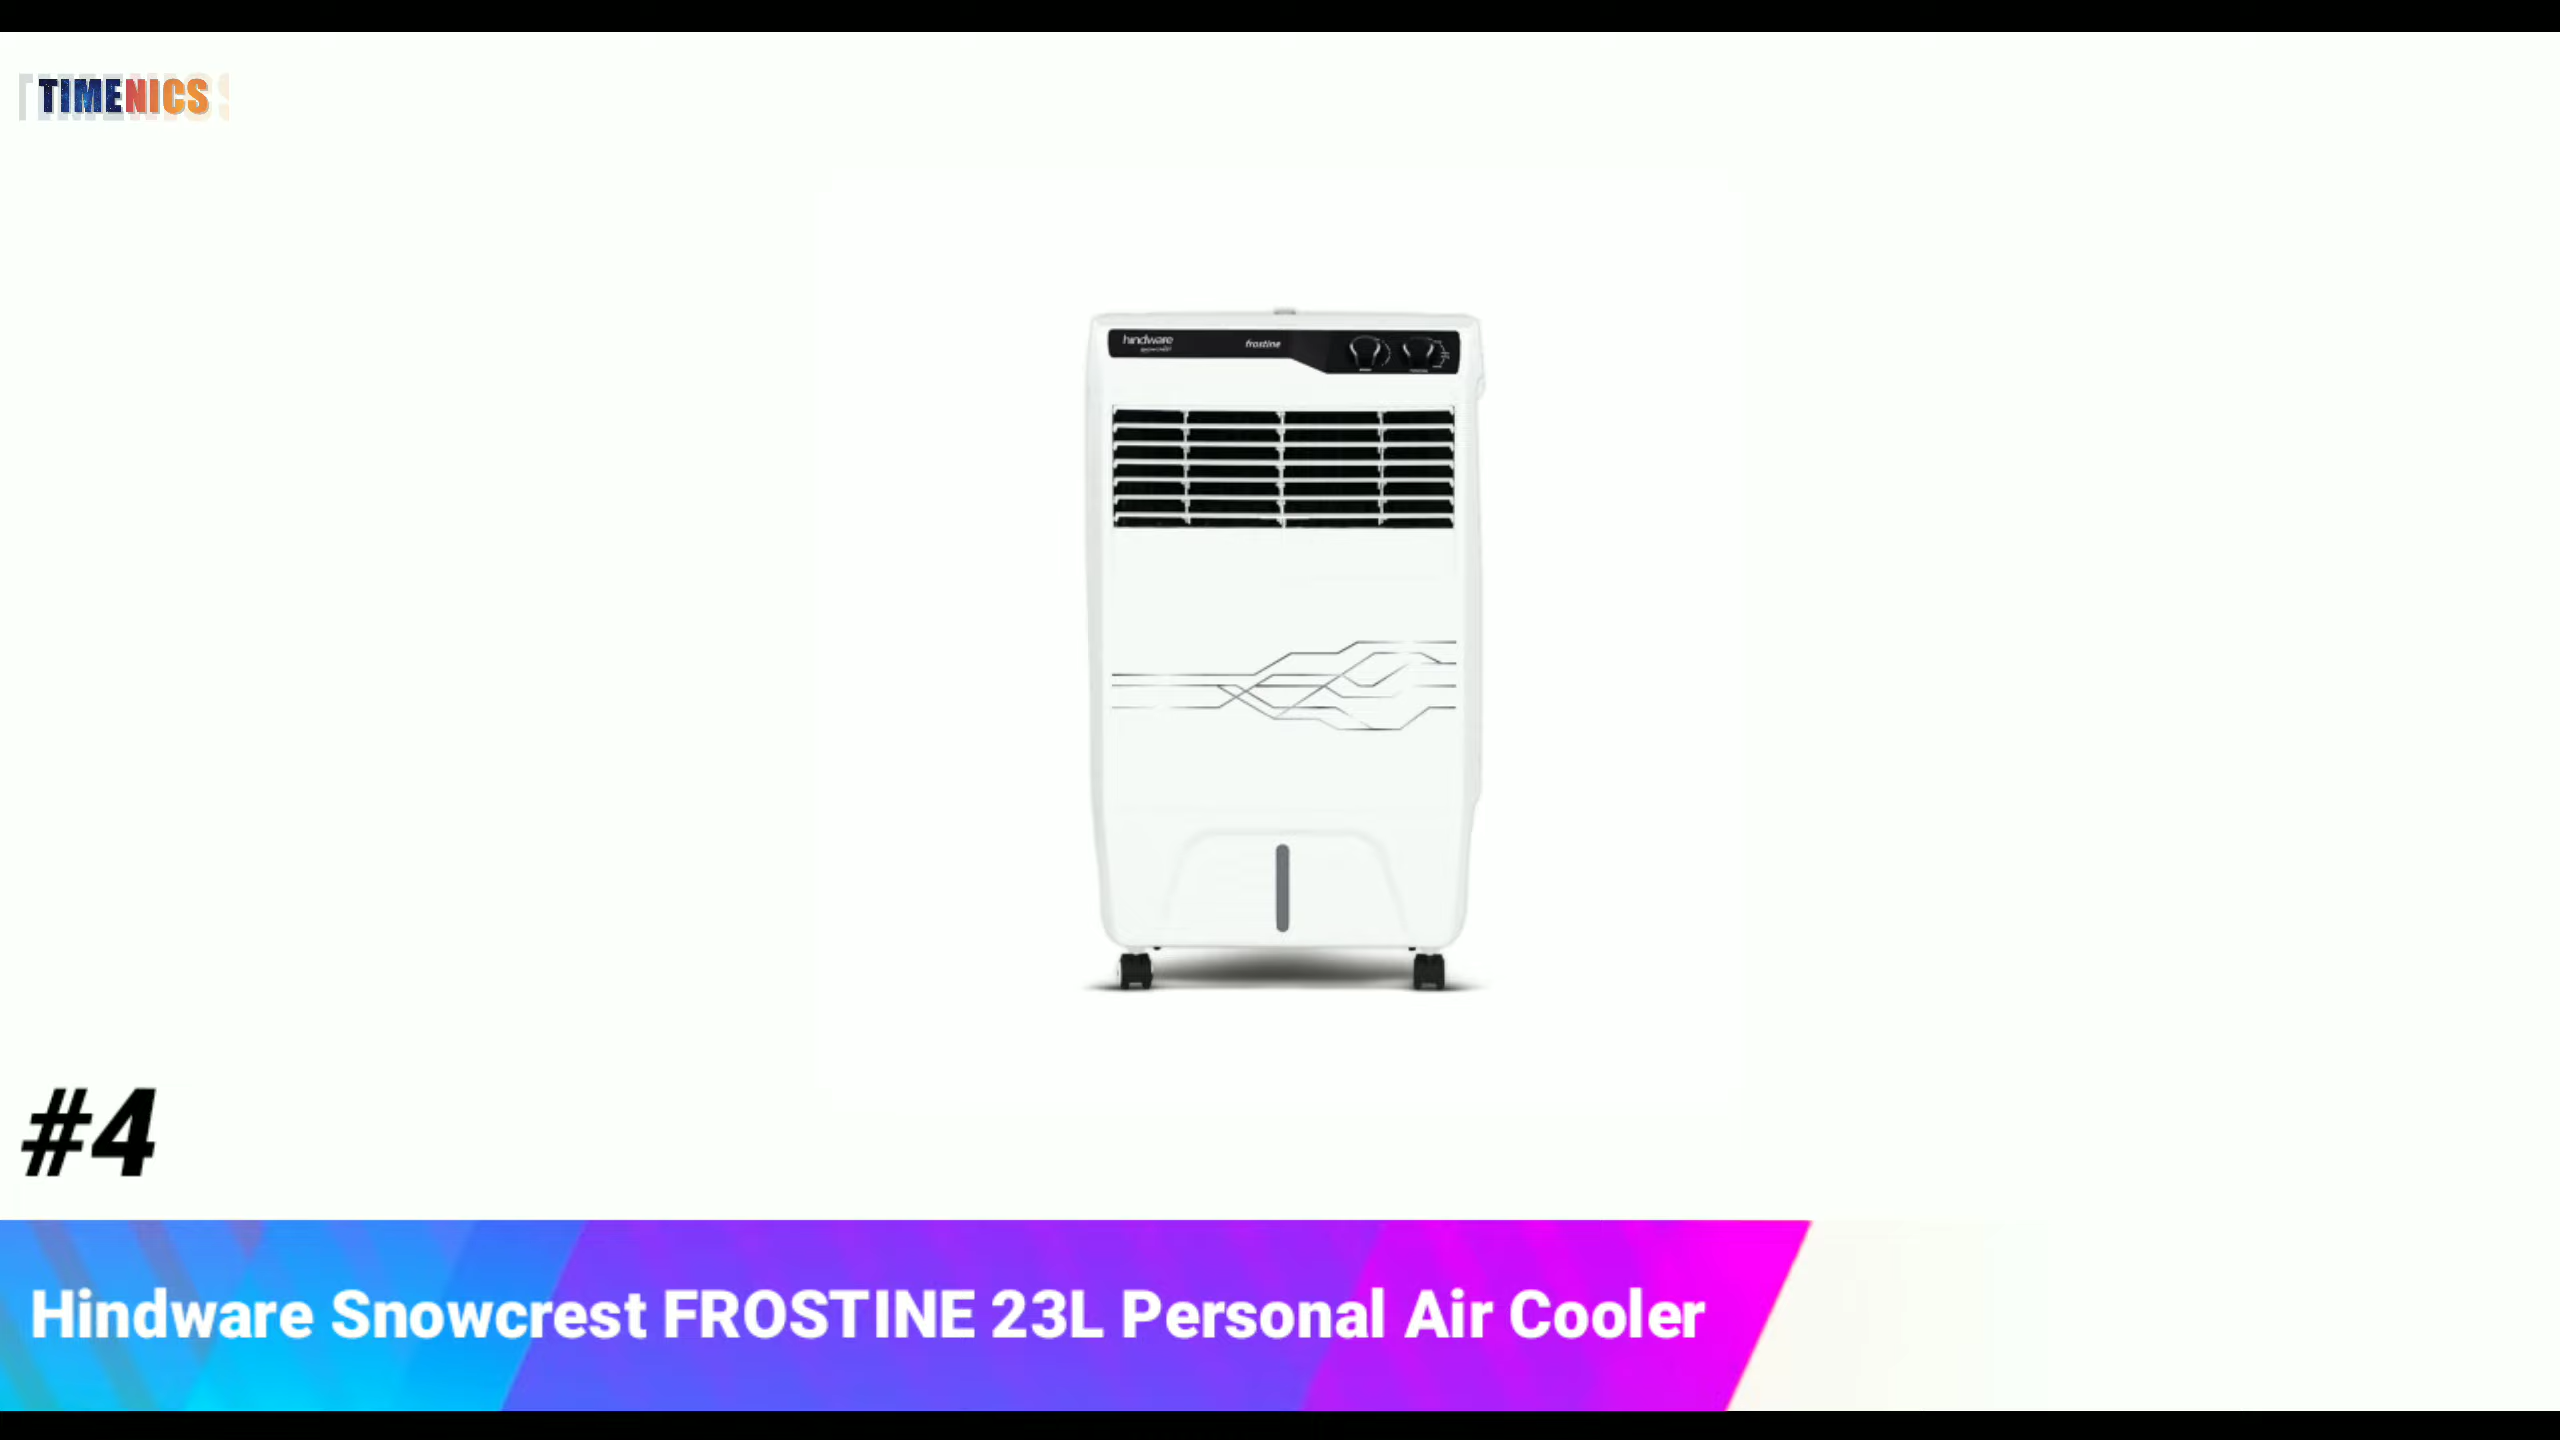 TIMENICS
hindware
frostine
#4
Hindware Snowcrest FROSTINE 23L Personal Air Cooler